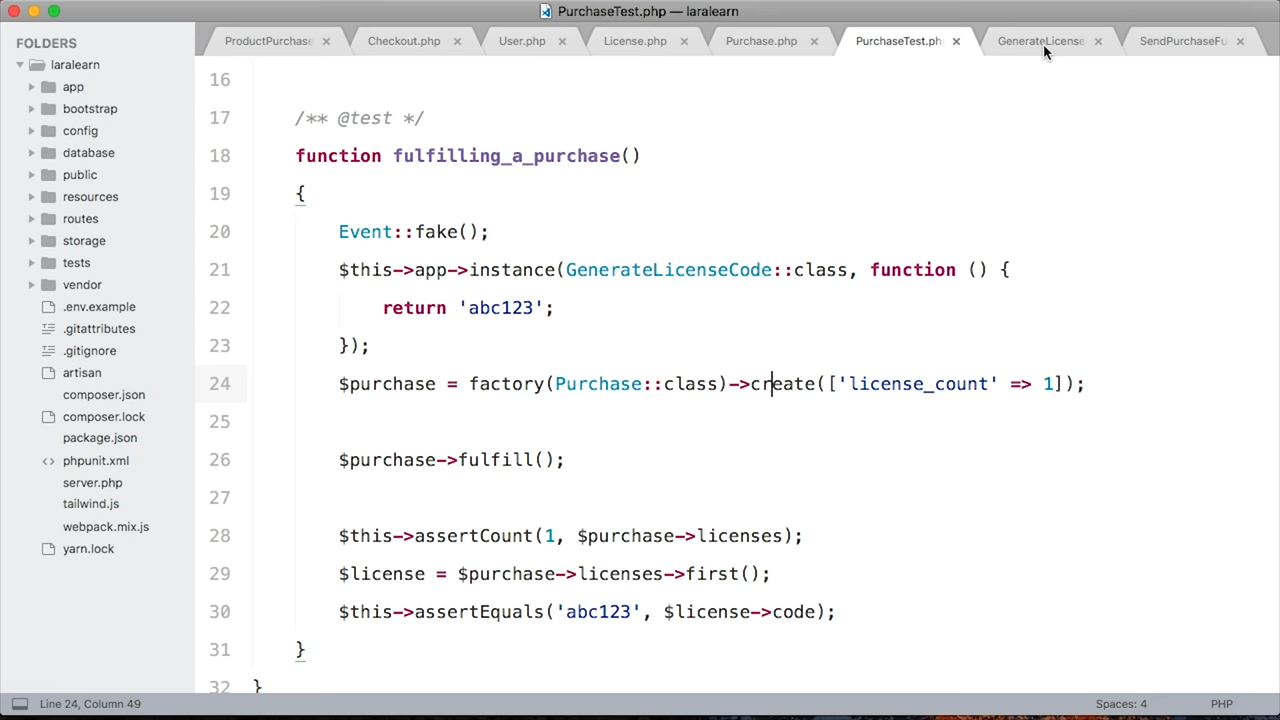 PurchaseTest.php — laralearn
FOLDERS
laralearn
app
bootstrap
config
database
public
resources
routes
storage
tests
vendor
.env.example
.gitattributes
.gitignore
artisan
composer.json
composer.lock
package.json
phpunit.xml
server.php
tailwind.js
webpack.mix.js
yarn.lock
ProductPurchase × Checkout.php × User.php × License.php × Purchase.php × PurchaseTest.ph × GenerateLicense × SendPurchaseFu ×
16
17 /** @test */
18 function fulfilling_a_purchase()
19 {
20 Event::fake();
21 $this->app->instance(GenerateLicenseCode::class, function () {
22 return 'abc123';
23 });
24 $purchase = factory(Purchase::class)->create(['license_count' => 1]);
25
26 $purchase->fulfill();
27
28 $this->assertCount(1, $purchase->licenses);
29 $license = $purchase->licenses->first();
30 $this->assertEquals('abc123', $license->code);
31 }
32 }
Line 24, Column 49 Spaces: 4 PHP